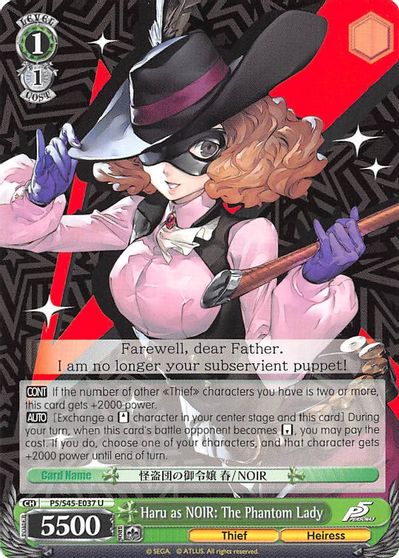 LEVEL
1
1
COST
Farewell, dear Father.
I am no longer your subservient puppet!
CONT If the number of other «Thief» characters you have is two or more,
this card gets +2000 power.
AUTO [Exchange a character in your center stage and this card] During your
turn, when this card's battle opponent becomes , you may pay the
cost. If you do, choose one of your characters, and that character gets
+2000 power until end of turn.
Card Name 怪盗団の御令嬢 春/NOIR
CH P5/S45-E037 U
POWER 5500 Haru as NOIR: The Phantom Lady P5 PERSONA5
Thief Heiress
© SEGA. © ATLUS. All rights reserved.